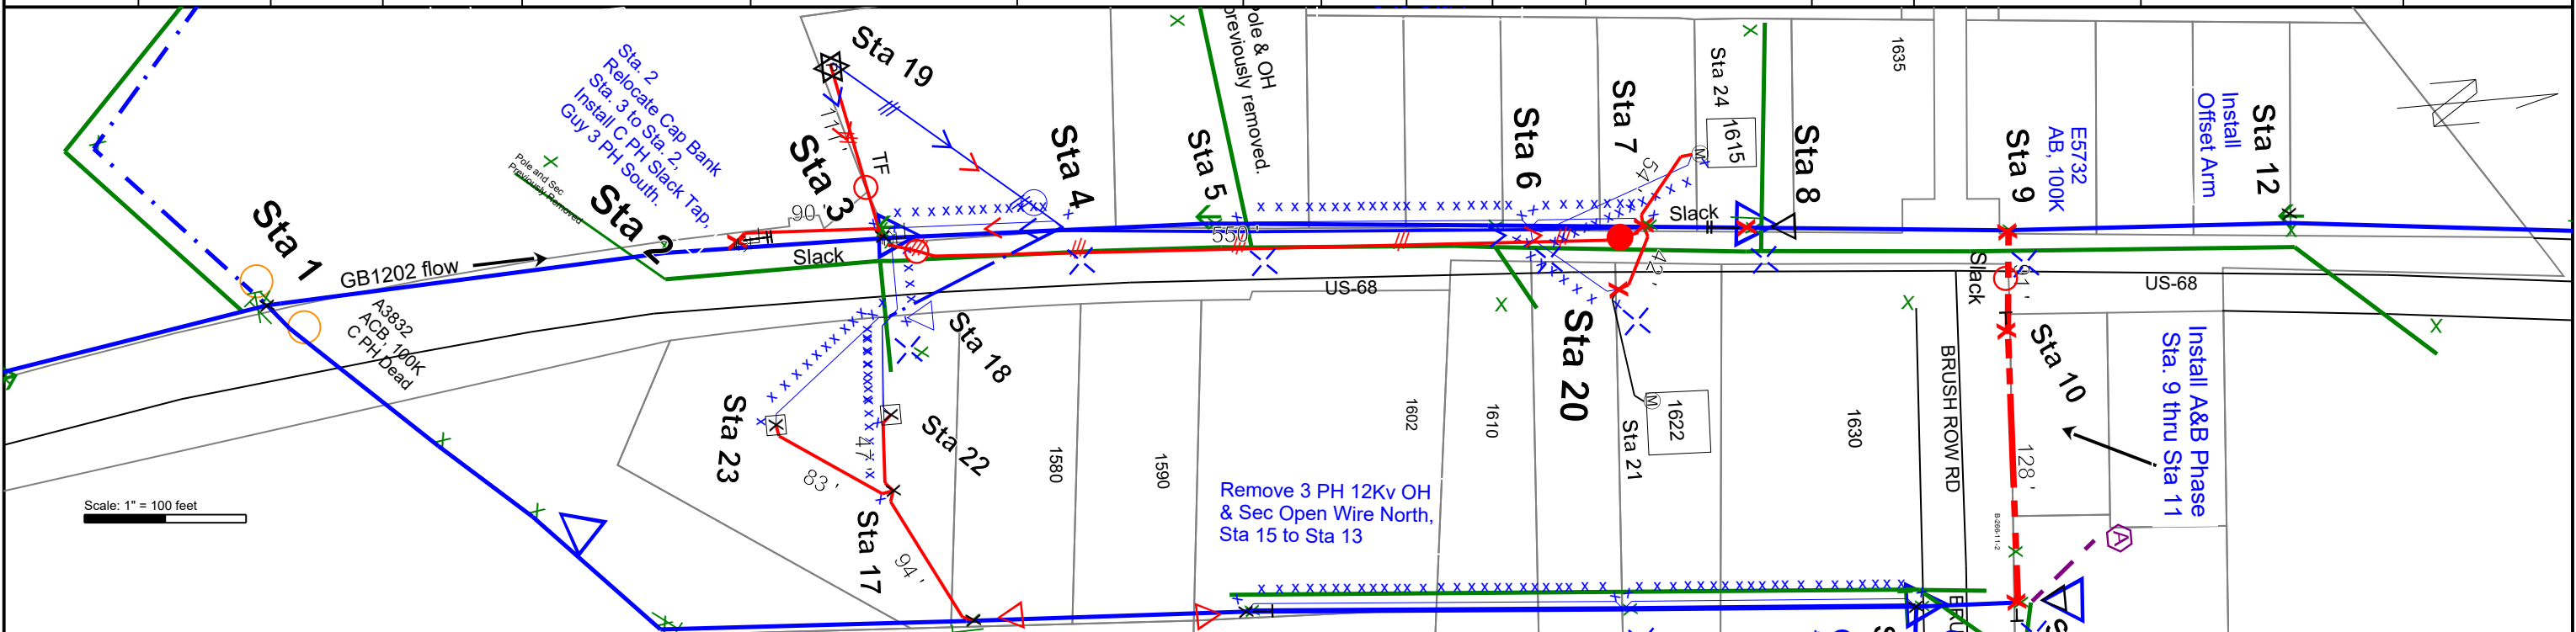 Sta 19
Sta. 2
Relocate Cap Bank
Sta. 3 to Sta. 2,
Install C PH Slack Tap,
Guy 3 PH South.
Pole and Sec
Previously Removed
Sta 1
Sta 2
Sta 3
TF
90 '
Sta 4
Sta 5
Pole & OH
previously removed.
550 '
Sta 6
Sta 7
54 '
M
1615
Sta 24
Slack
Sta 8
1635
Sta 9
E5732
AB, 100K
Install
Offset Arm
Sta 12
GB1202 flow
Slack
A3832
ACB, 100K
C PH Dead
US-68
US-68
42 '
Slack
91 '
Sta 10
Install A&B Phase
Sta. 9 thru Sta 11
Sta 18
Sta 20
Sta 23
Sta 22
47 '
83 '
Sta 17
94 '
1580
1590
1602
1610
M
1622
Sta 21
1630
BRUSH ROW RD
128 '
B-266-11-2
A
Remove 3 PH 12Kv OH
& Sec Open Wire North,
Sta 15 to Sta 13
Scale: 1" = 100 feet